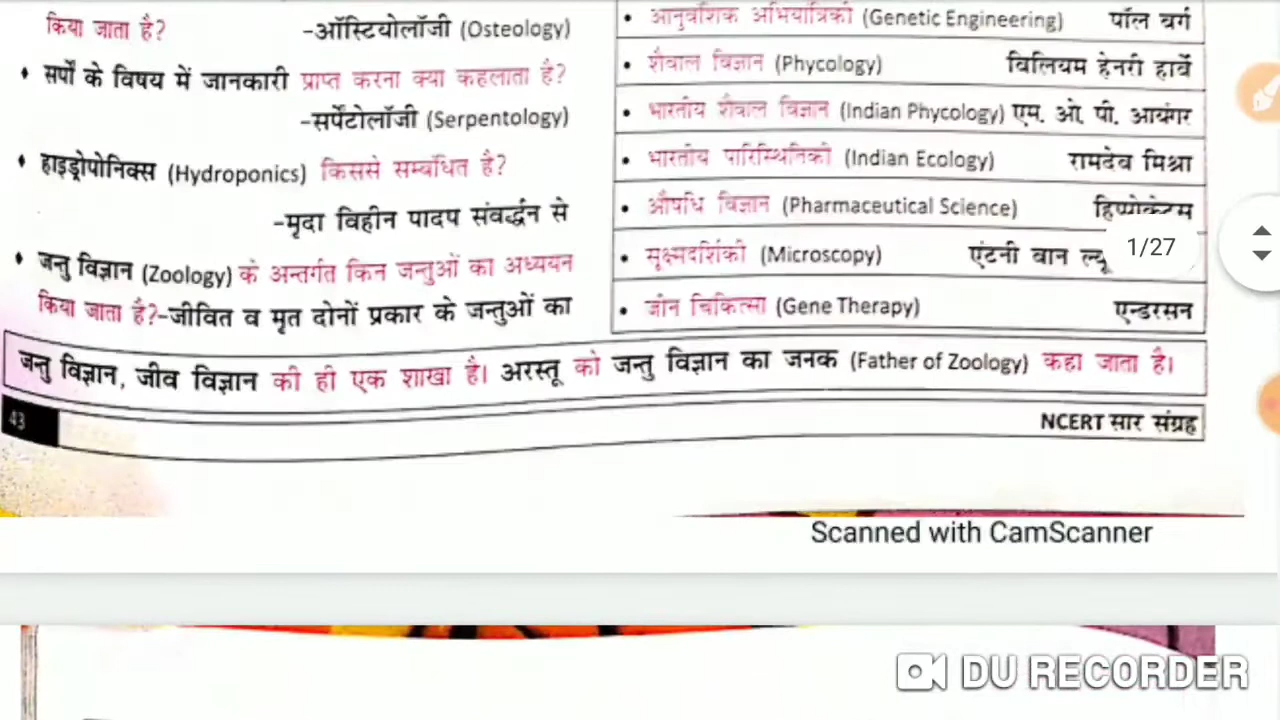 किया जाता है?
-ऑस्टियोलॉजी (Osteology)
♦ सर्पों के विषय में जानकारी प्राप्त करना क्या कहलाता है?
-सर्पेंटोलॉजी (Serpentology)
♦ हाइड्रोपोनिक्स (Hydroponics) किससे सम्बंधित है?
-मृदा विहीन पादप संवर्द्धन से
♦ जन्तु विज्ञान (Zoology) के अन्तर्गत किन जन्तुओं का अध्ययन
किया जाता है?-जीवित व मृत दोनों प्रकार के जन्तुओं का
• आनुवंशिक अभियांत्रिकी (Genetic Engineering) पॉल बर्ग
• शैवाल विज्ञान (Phycology) विलियम हेनरी हार्वे
• भारतीय शैवाल विज्ञान (Indian Phycology) एम. ओ. पी. आयंगर
• भारतीय पारिस्थितिकी (Indian Ecology) रामदेव मिश्रा
• औषधि विज्ञान (Pharmaceutical Science) हिप्पोक्रेटस
• सूक्ष्मदर्शिकी (Microscopy) एंटनी वान ल्यू
1/27
• जीन चिकित्सा (Gene Therapy) एन्डरसन
जन्तु विज्ञान, जीव विज्ञान की ही एक शाखा है। अरस्तू को जन्तु विज्ञान का जनक (Father of Zoology) कहा जाता है।
43
NCERT सार संग्रह
Scanned with CamScanner
DU RECORDER